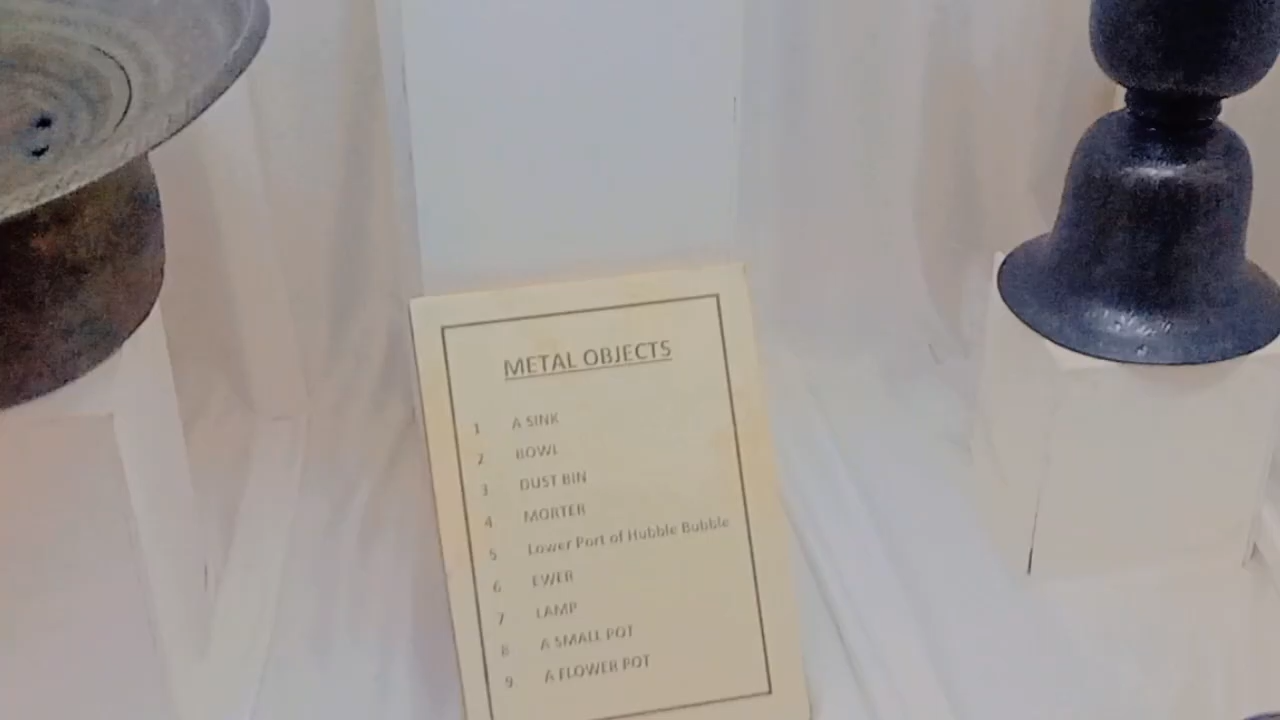 METAL OBJECTS
1 A SINK
2 BOWL
3 DUST BIN
4 MORTER
5 Lower Port of Hubble Bubble
6 EWER
7 LAMP
8 A SMALL POT
9 A FLOWER POT